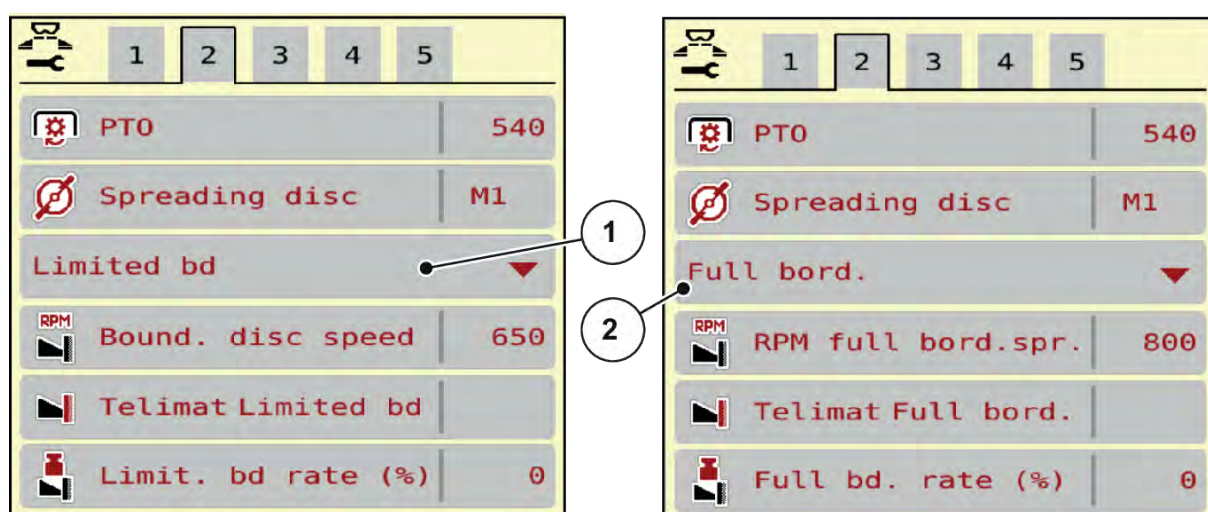 1 2 3 4 5
PTO 540
Spreading disc M1
Limited bd
RPM
Bound. disc speed 650
Telimat Limited bd
Limit. bd rate (%) 0
1
2
1 2 3 4 5
PTO 540
Spreading disc M1
Full bord.
RPM
RPM full bord.spr. 800
Telimat Full bord.
Full bd. rate (%) 0